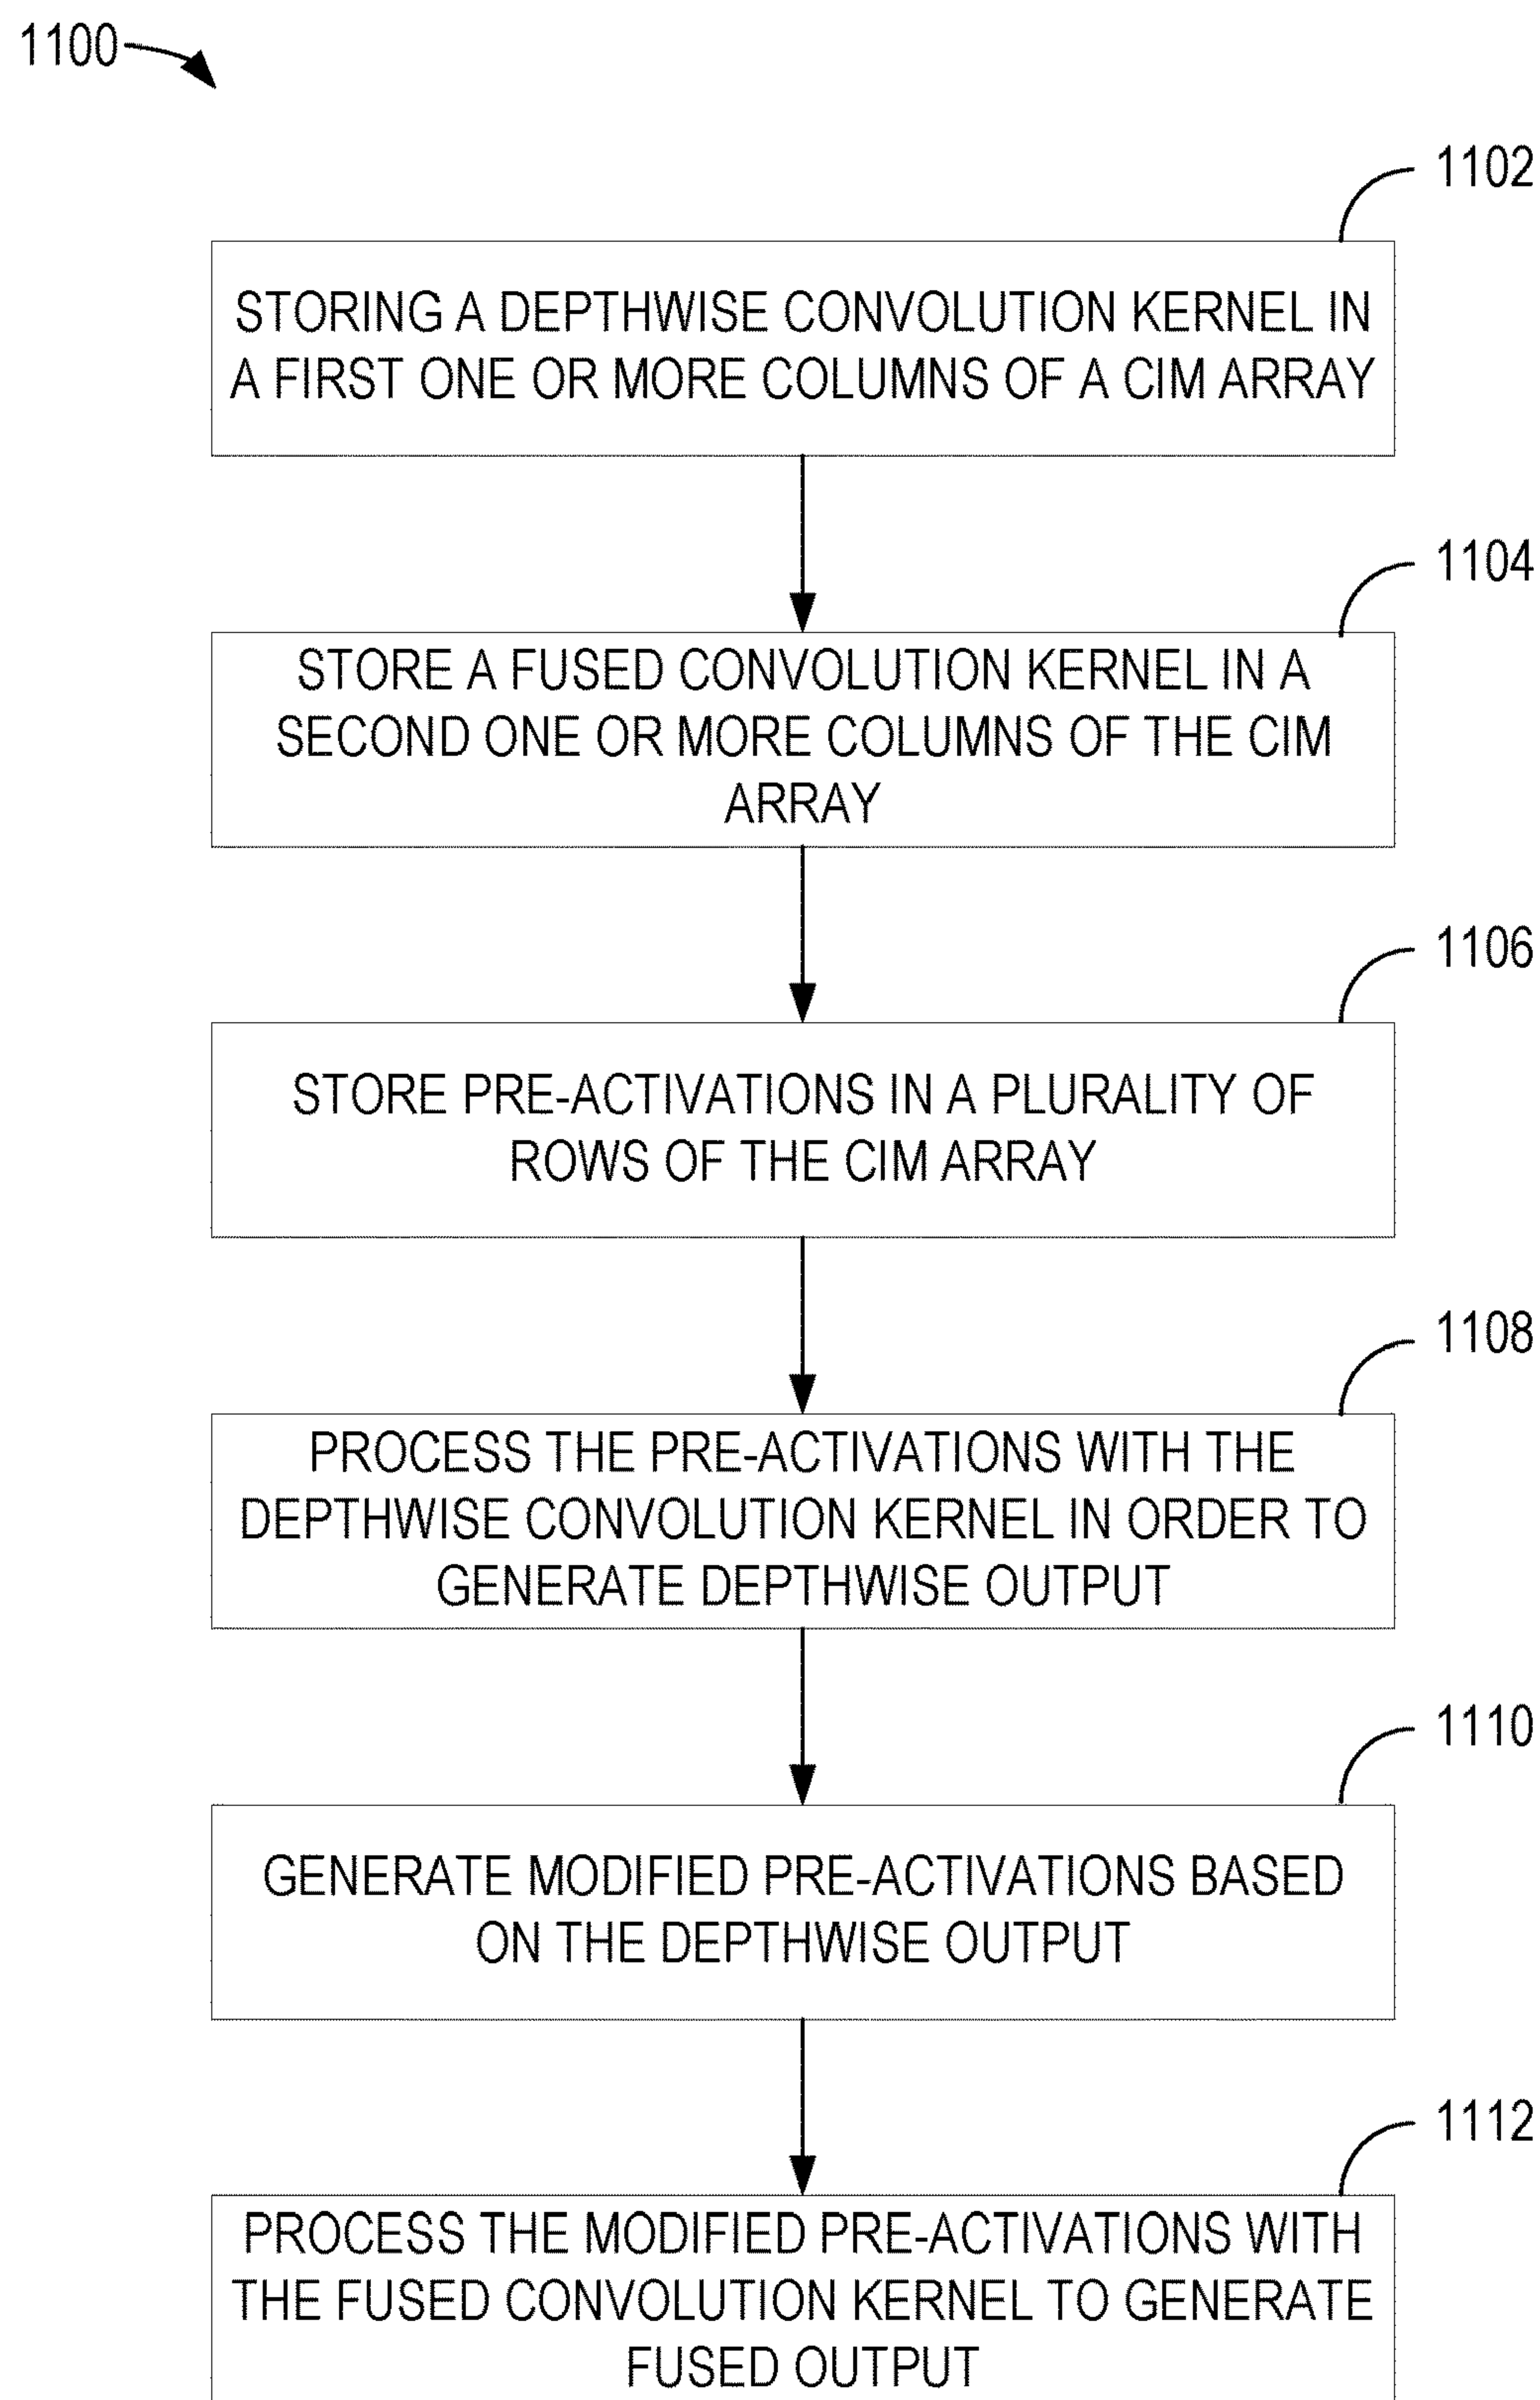 1100
1102
STORING A DEPTHWISE CONVOLUTION KERNEL IN
A FIRST ONE OR MORE COLUMNS OF A CIM ARRAY
1104
STORE A FUSED CONVOLUTION KERNEL IN A
SECOND ONE OR MORE COLUMNS OF THE CIM
ARRAY
1106
STORE PRE-ACTIVATIONS IN A PLURALITY OF
ROWS OF THE CIM ARRAY
1108
PROCESS THE PRE-ACTIVATIONS WITH THE
DEPTHWISE CONVOLUTION KERNEL IN ORDER TO
GENERATE DEPTHWISE OUTPUT
1110
GENERATE MODIFIED PRE-ACTIVATIONS BASED
ON THE DEPTHWISE OUTPUT
1112
PROCESS THE MODIFIED PRE-ACTIVATIONS WITH
THE FUSED CONVOLUTION KERNEL TO GENERATE
FUSED OUTPUT